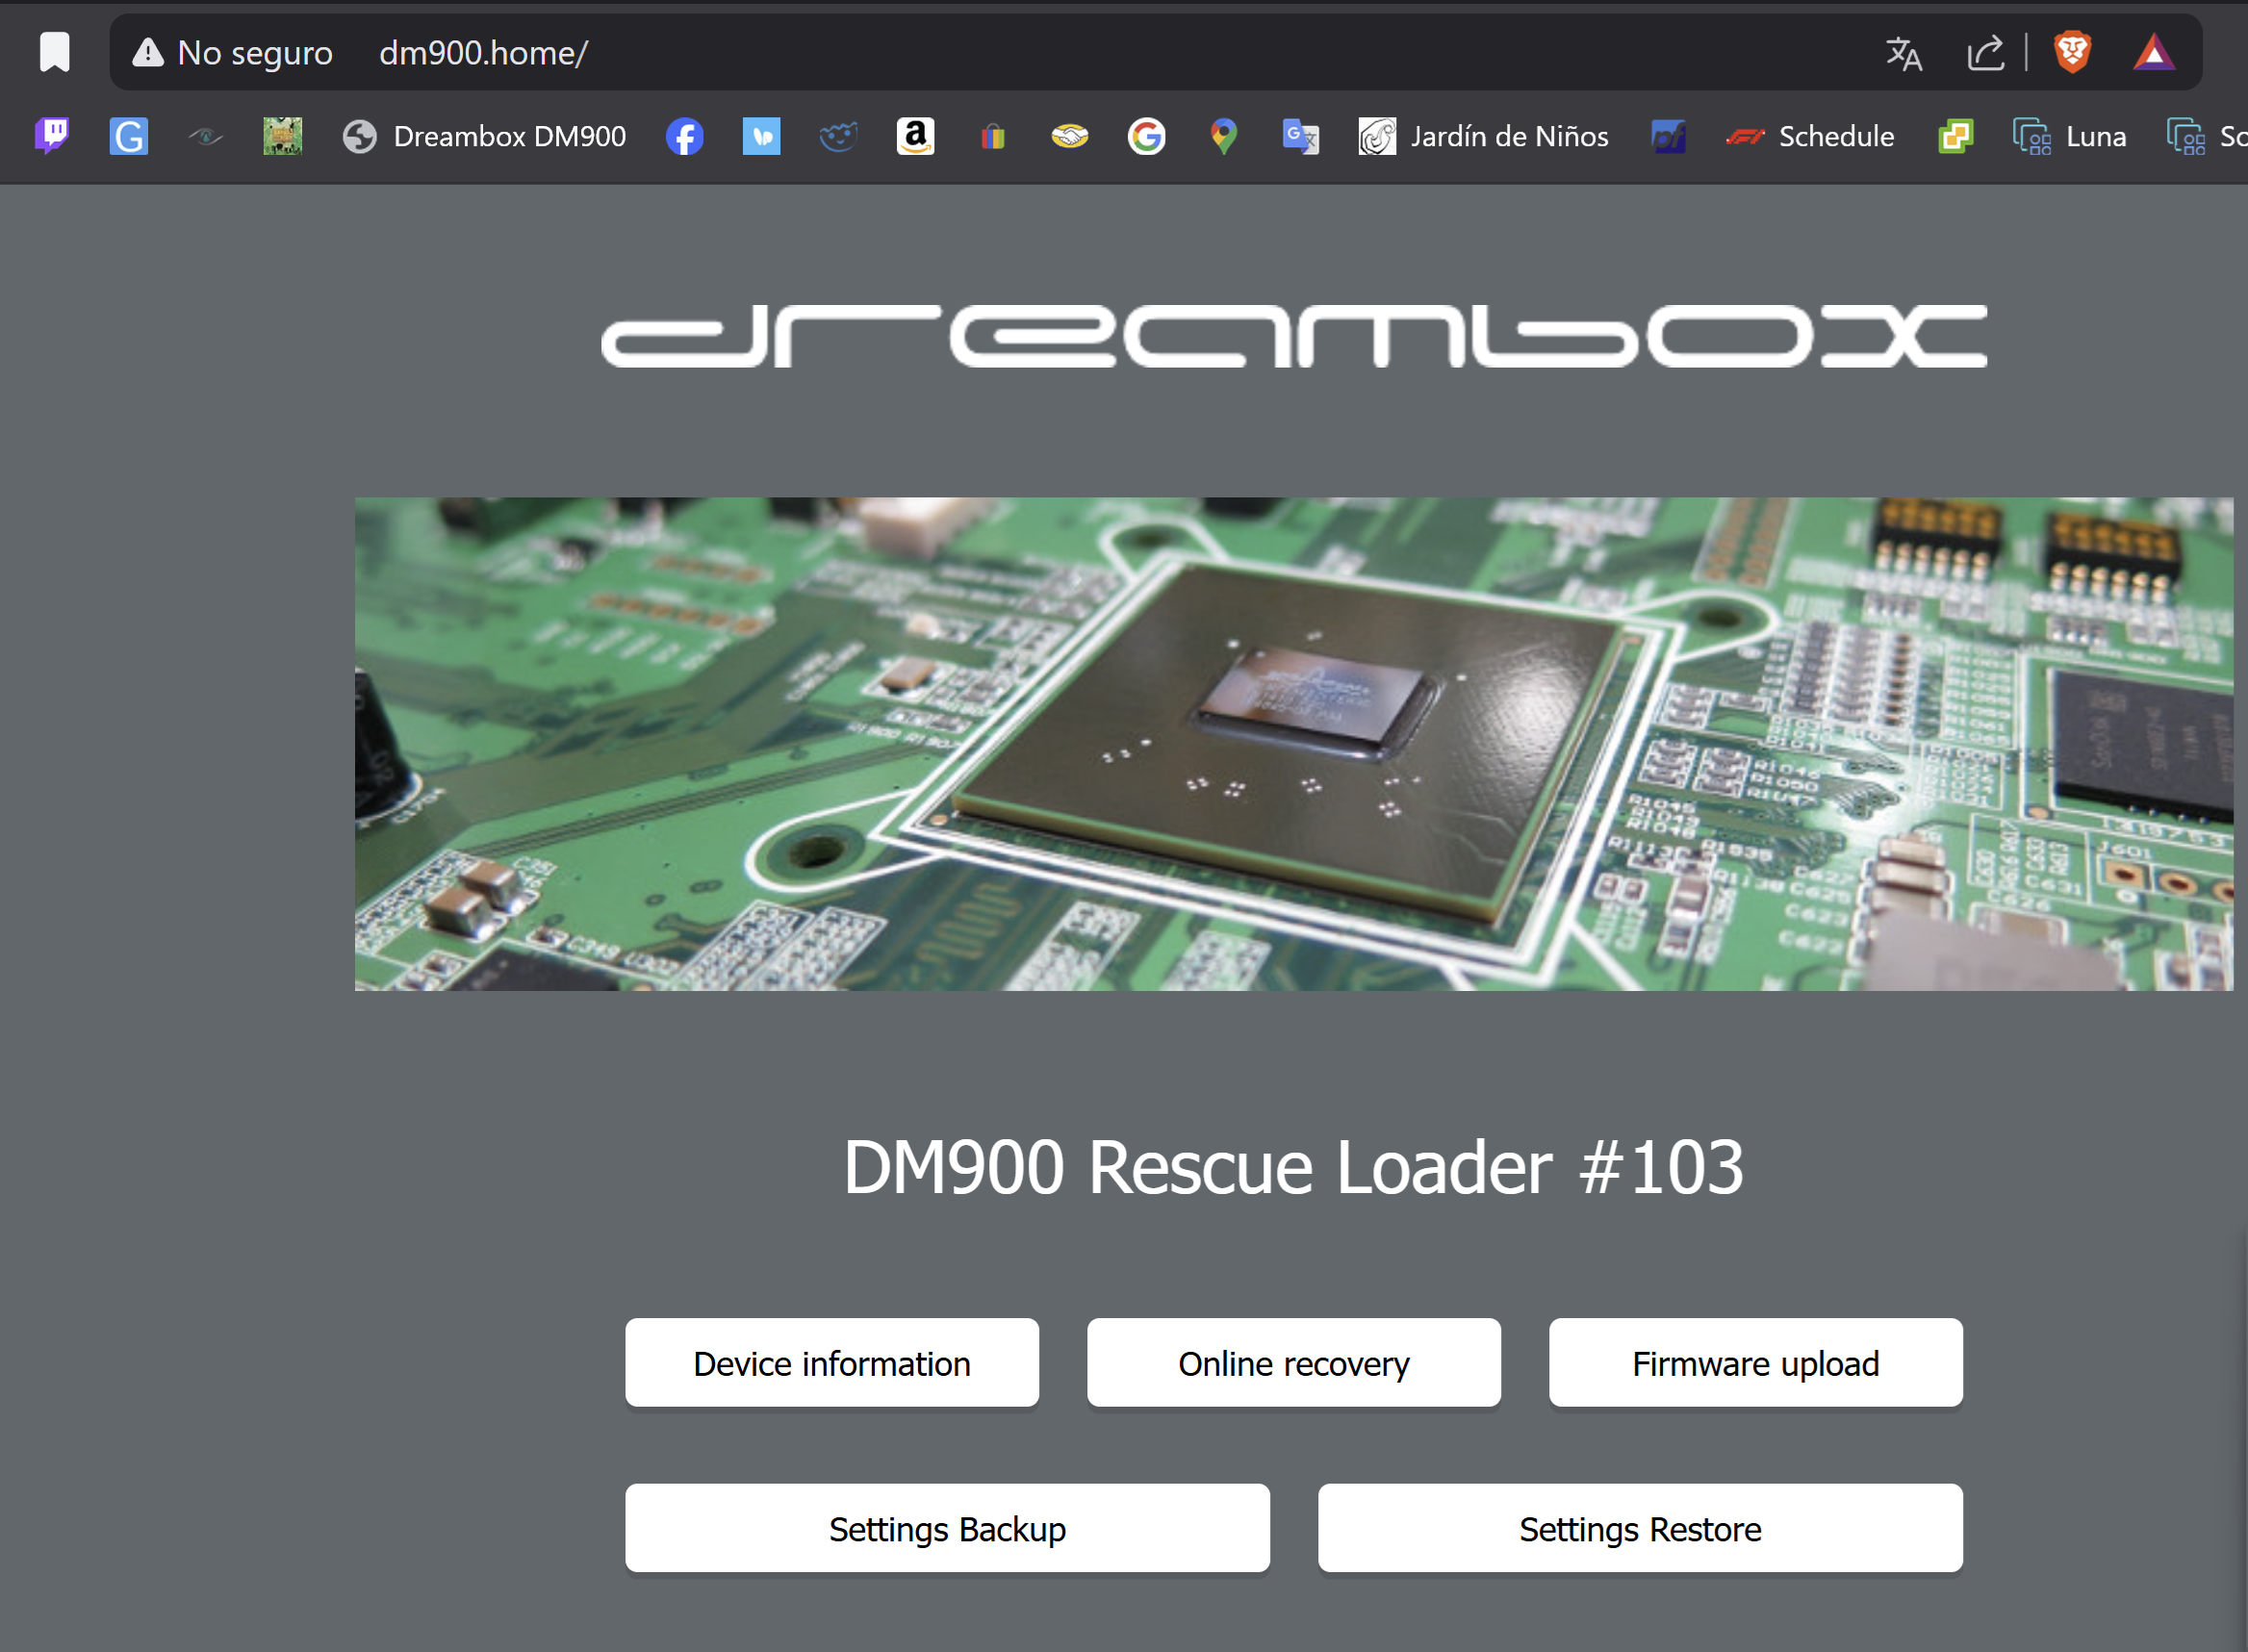 No seguro dm900.home/
Dreambox DM900 Jardín de Niños Schedule Luna So
dreambox
DM900 Rescue Loader #103
Device information Online recovery Firmware upload
Settings Backup Settings Restore